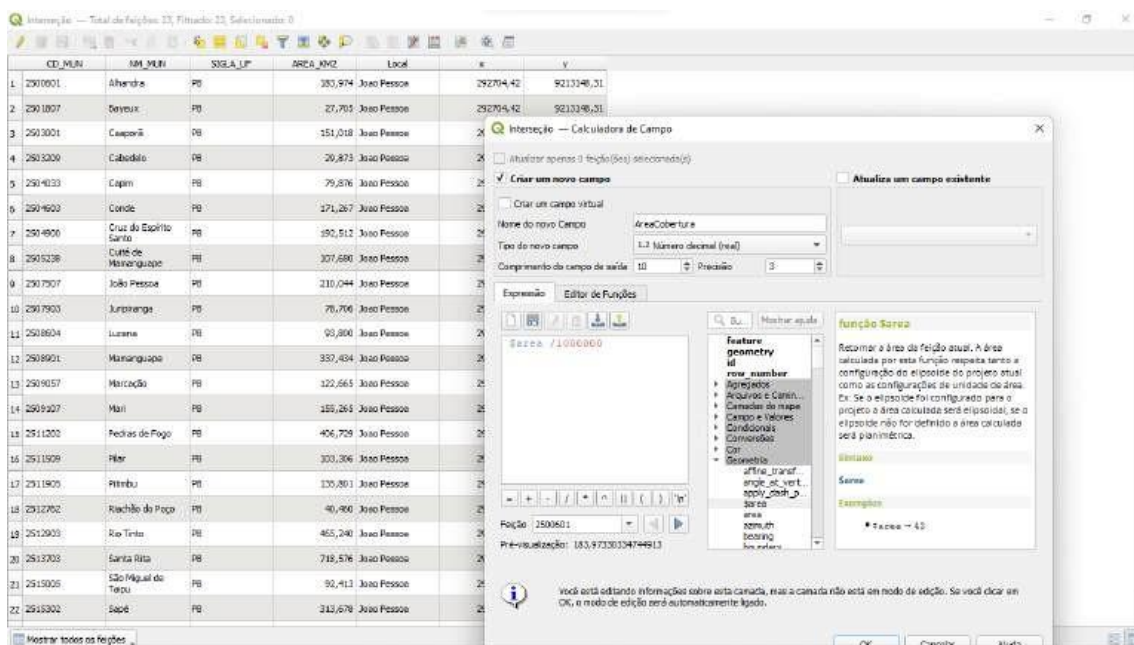 Interseção — Total de feições: 23, Filtrado: 23, Selecionado: 0
CD_MUN NM_MUN SIGLA_UF AREA_KM2 Local x y
1 2500601 Alhandra PB 183,974 Joao Pessoa 292704,42 9213348,31
2 2501807 Bayeux PB 27,705 Joao Pessoa 292704,42 9213348,31
3 2503001 Caaporã PB 151,018 Joao Pessoa
4 2503209 Cabedelo PB 29,873 Joao Pessoa
5 2504033 Capim PB 79,876 Joao Pessoa
6 2504603 Conde PB 171,267 Joao Pessoa
7 2504900 Cruz do Espírito Santo PB 192,512 Joao Pessoa
8 2505238 Cuité de Mamanguape PB 107,680 Joao Pessoa
9 2507507 João Pessoa PB 210,044 Joao Pessoa
10 2507903 Juripiranga PB 78,706 Joao Pessoa
11 2508604 Lucena PB 93,800 Joao Pessoa
12 2508901 Mamanguape PB 337,434 Joao Pessoa
13 2509057 Marcação PB 122,665 Joao Pessoa
14 2509107 Mari PB 155,265 Joao Pessoa
15 2511202 Pedras de Fogo PB 406,729 Joao Pessoa
16 2511509 Pilar PB 103,306 Joao Pessoa
17 2511905 Pitimbu PB 135,801 Joao Pessoa
18 2512762 Riachão do Poço PB 40,460 Joao Pessoa
19 2512903 Rio Tinto PB 465,240 Joao Pessoa
20 2513703 Santa Rita PB 718,576 Joao Pessoa
21 2515005 São Miguel de Taipu PB 92,413 Joao Pessoa
22 2515302 Sapé PB 313,678 Joao Pessoa
Mostrar todos os feições
Interseção — Calculadora de Campo
Atualizar apenas 0 feição(ões) selecionada(s)
Criar um novo campo
Atualiza um campo existente
Criar um campo virtual
Nome do novo Campo AreaCobertura
Tipo do novo campo 1.2 Número decimal (real)
Comprimento do campo de saída 10 Precisão 3
Expressão Editor de Funções
$area /1000000
= + - / * ^ || ( ) '\n'
Feição 2500601
Pré-visualização: 183,97330334744913
Bu... Mostrar ajuda
feature
geometry
id
row_number
Agregados
Arquivos e Camin...
Camadas do mapa
Campo e Valores
Condicionais
Conversões
Cor
Geometria
affine_transf...
angle_at_vert...
apply_dash_p...
$area
area
azimuth
bearing
boundary
função $area
Retornar a área da feição atual. A área
calculada por esta função respeita tanto a
configuração do elipsoide do projeto atual
como as configurações de unidade de área.
Ex: Se o elipsoide foi configurado para o
projeto a área calculada será elipsoidal, se o
elipsoide não for definido a área calculada
será planimétrica.
Sintaxe
$area
Exemplos
$area → 42
Você está editando informações sobre esta camada, mas a camada não está em modo de edição. Se você clicar em
OK, o modo de edição será automaticamente ligado.
OK Cancelar Ajuda